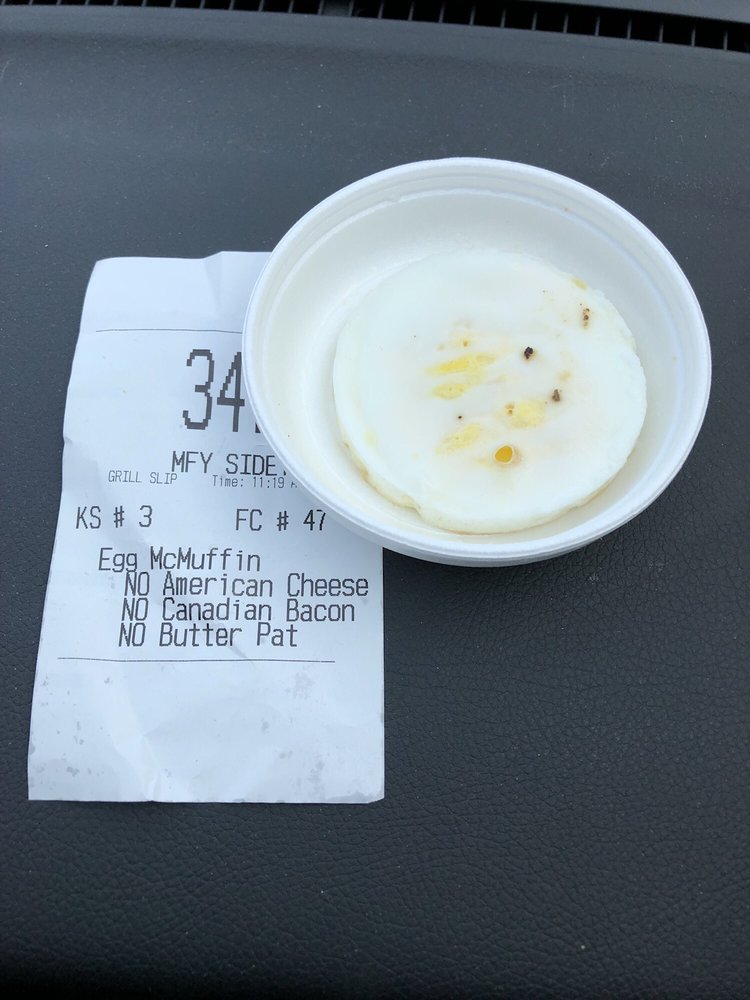 34
MFY SIDE
GRILL SLIP Time: 11:19
KS # 3 FC # 47
Egg McMuffin
NO American Cheese
NO Canadian Bacon
NO Butter Pat